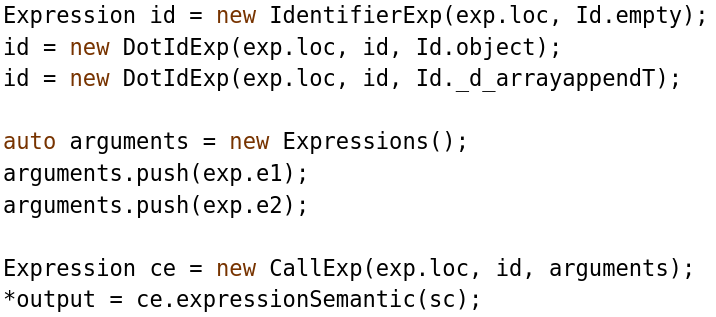 Expression id = new IdentifierExp(exp.loc, Id.empty);
id = new DotIdExp(exp.loc, id, Id.object);
id = new DotIdExp(exp.loc, id, Id._d_arrayappendT);

auto arguments = new Expressions();
arguments.push(exp.e1);
arguments.push(exp.e2);

Expression ce = new CallExp(exp.loc, id, arguments);
*output = ce.expressionSemantic(sc);